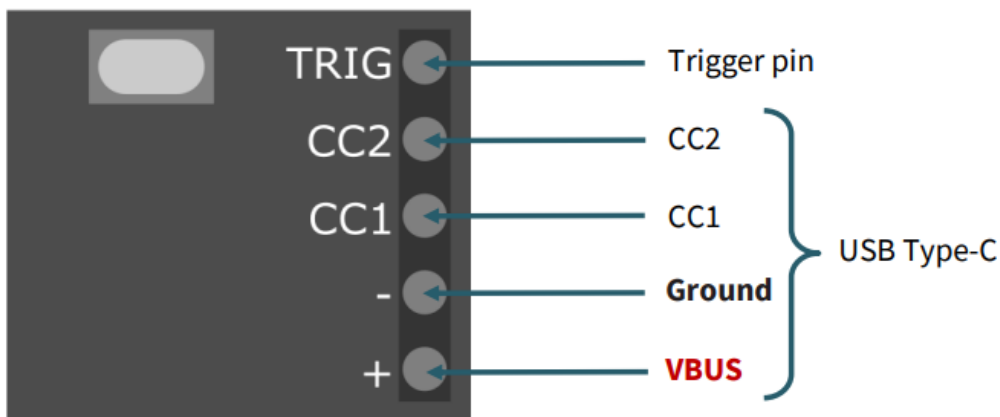 TRIG Trigger pin
CC2 CC2
CC1 CC1
USB Type-C
- Ground
+ VBUS